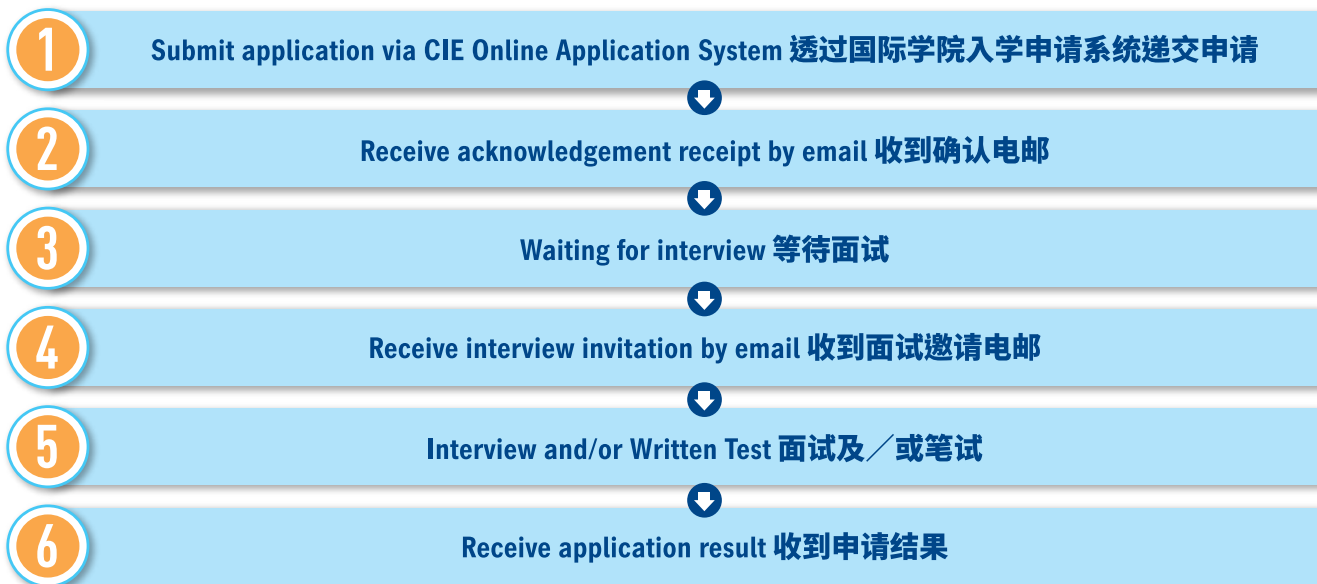 1
Submit application via CIE Online Application System 透过国际学院入学申请系统递交申请
2
Receive acknowledgement receipt by email 收到确认电邮
3
Waiting for interview 等待面试
4
Receive interview invitation by email 收到面试邀请电邮
5
Interview and/or Written Test 面试及／或笔试
6
Receive application result 收到申请结果